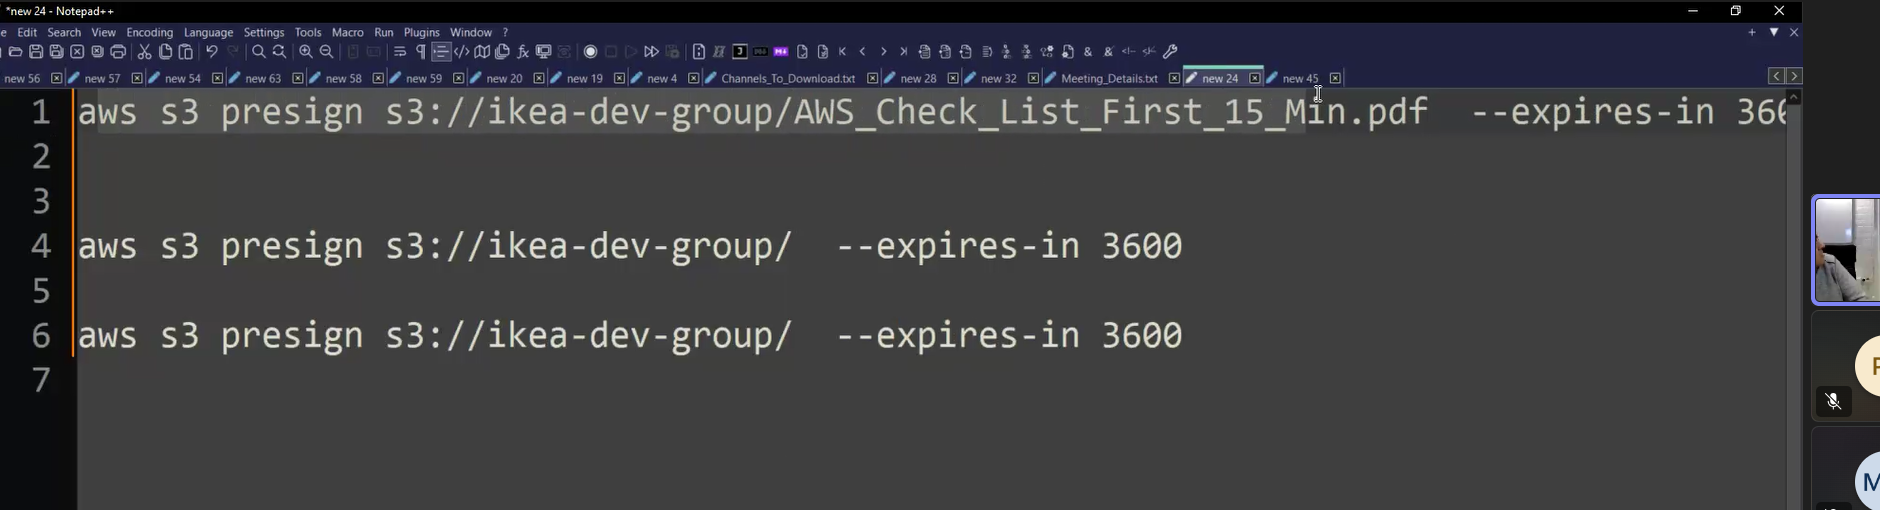 *new 24 - Notepad++
Edit Search View Encoding Language Settings Tools Macro Run Plugins Window ?
new 56 new 57 new 54 new 63 new 58 new 59 new 20 new 19 new 4 Channels_To_Download.txt new 28 new 32 Meeting_Details.txt new 24 new 45
1 aws s3 presign s3://ikea-dev-group/AWS_Check_List_First_15_Min.pdf --expires-in 360
2
3
4 aws s3 presign s3://ikea-dev-group/ --expires-in 3600
5
6 aws s3 presign s3://ikea-dev-group/ --expires-in 3600
7